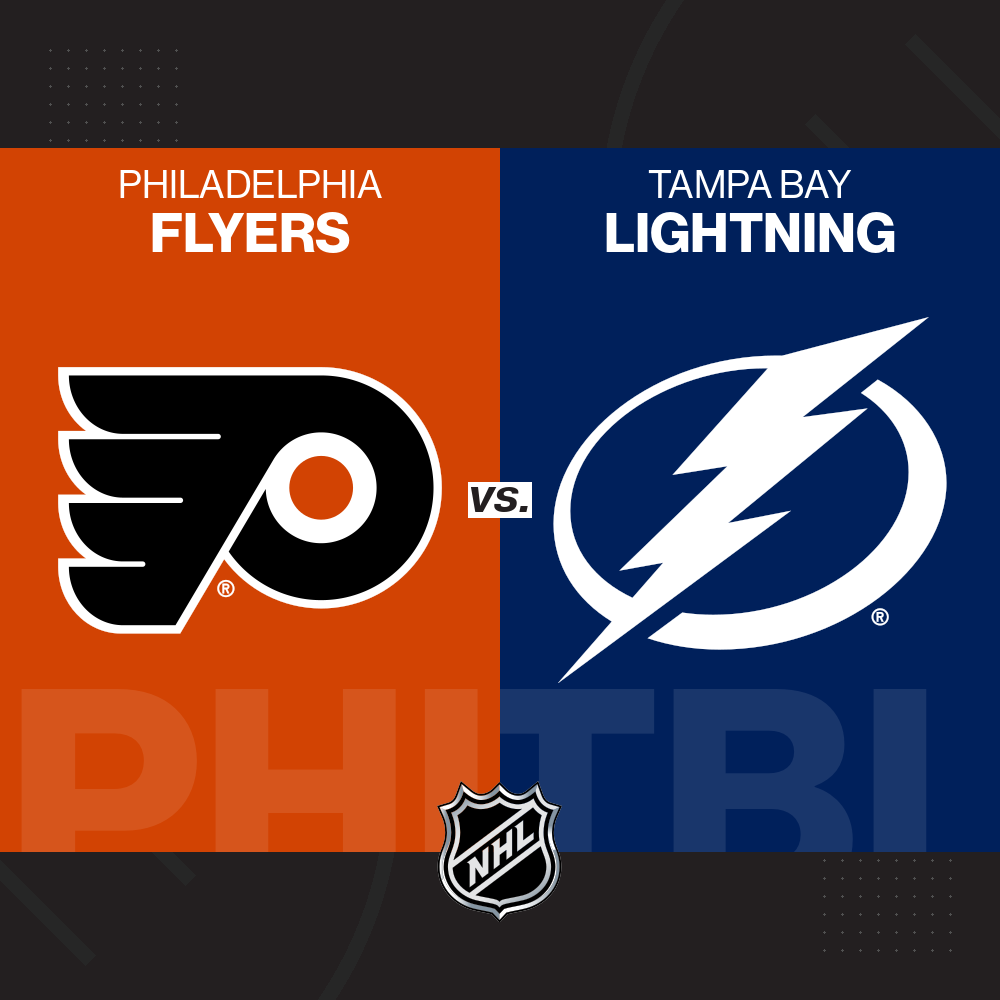 PHILADELPHIA
FLYERS
®
VS.
TAMPA BAY
LIGHTNING
®
PHI
TBL
NHL